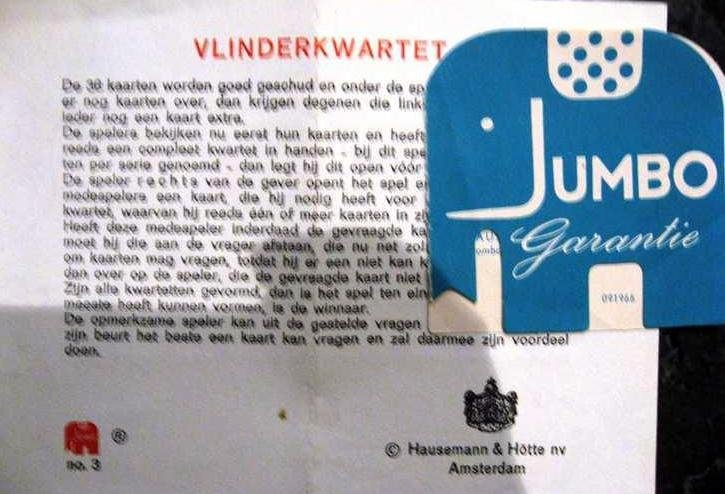 VLINDERKWARTET
De 36 kaarten worden goed geschud en onder de
er nog kaarten over, dan krijgen degenen die
ieder nog een kaart extra.
De spelers bekijken nu eerst hun kaarten en heeft
reeds een compleet kwartet in handen - bij dit
ten per serie genoemd - dan legt hij dit open vóór
De speler rechts van de gever opent het spel
medespelers een kaart, die hij nodig heeft voor
kwartet, waarvan hij reeds één of meer kaarten in
Heeft deze medespeler inderdaad de gevraagde
moet hij die aan de vrager afstaan, die nu net
om kaarten mag vragen, totdat hij er een niet kan
dan over op de speler, die de gevraagde kaart niet
Zijn alle kwartetten gevormd, dan is het spel ten
meeste heeft kunnen vormen, is de winnaar.
De opmerkzame speler kan uit de gestelde vragen
zijn beurt het beste een kaart kan vragen en zal daarmee zijn voordeel
doen.
JUMBO
Garantie
091966
®
no. 3
© Hausemann & Hötte nv
Amsterdam